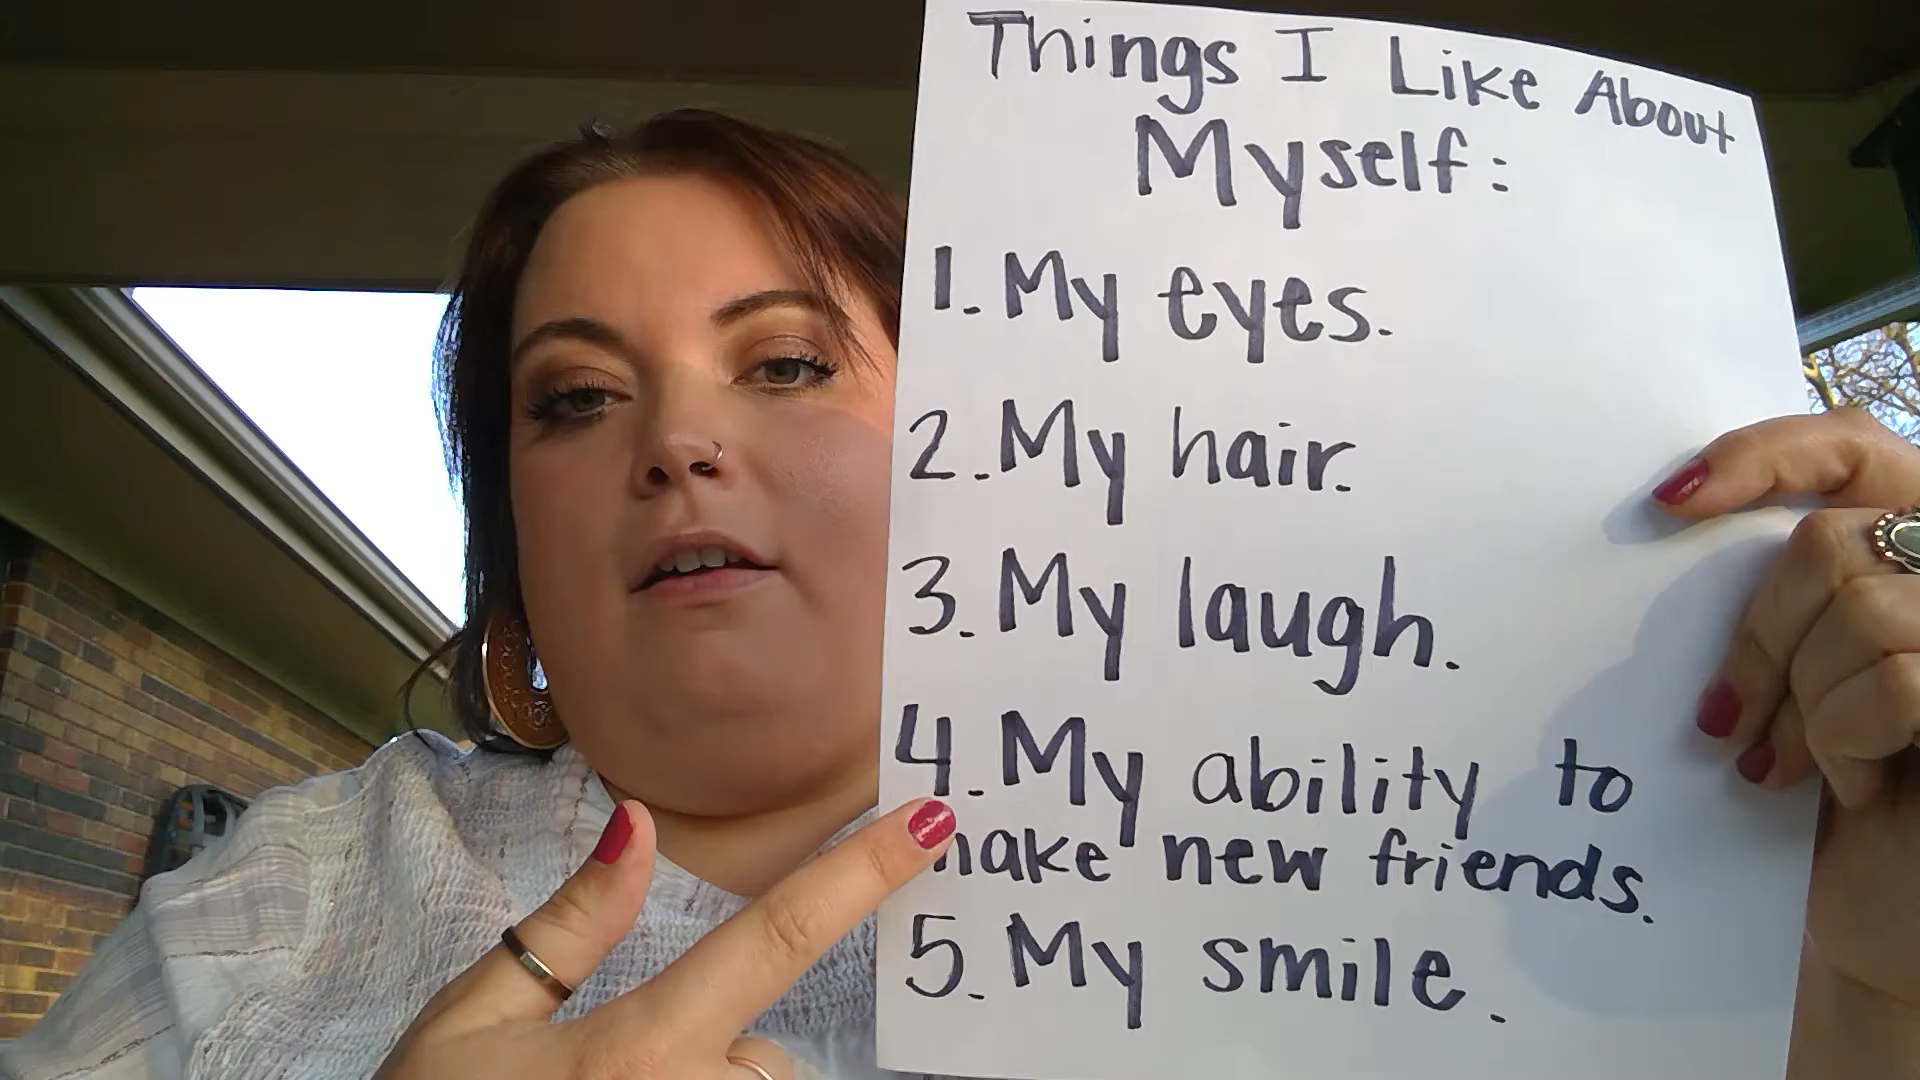 Things I Like About
Myself:
1. My eyes.
2. My hair.
3. My laugh.
4. My ability to
make new friends.
5. My smile.